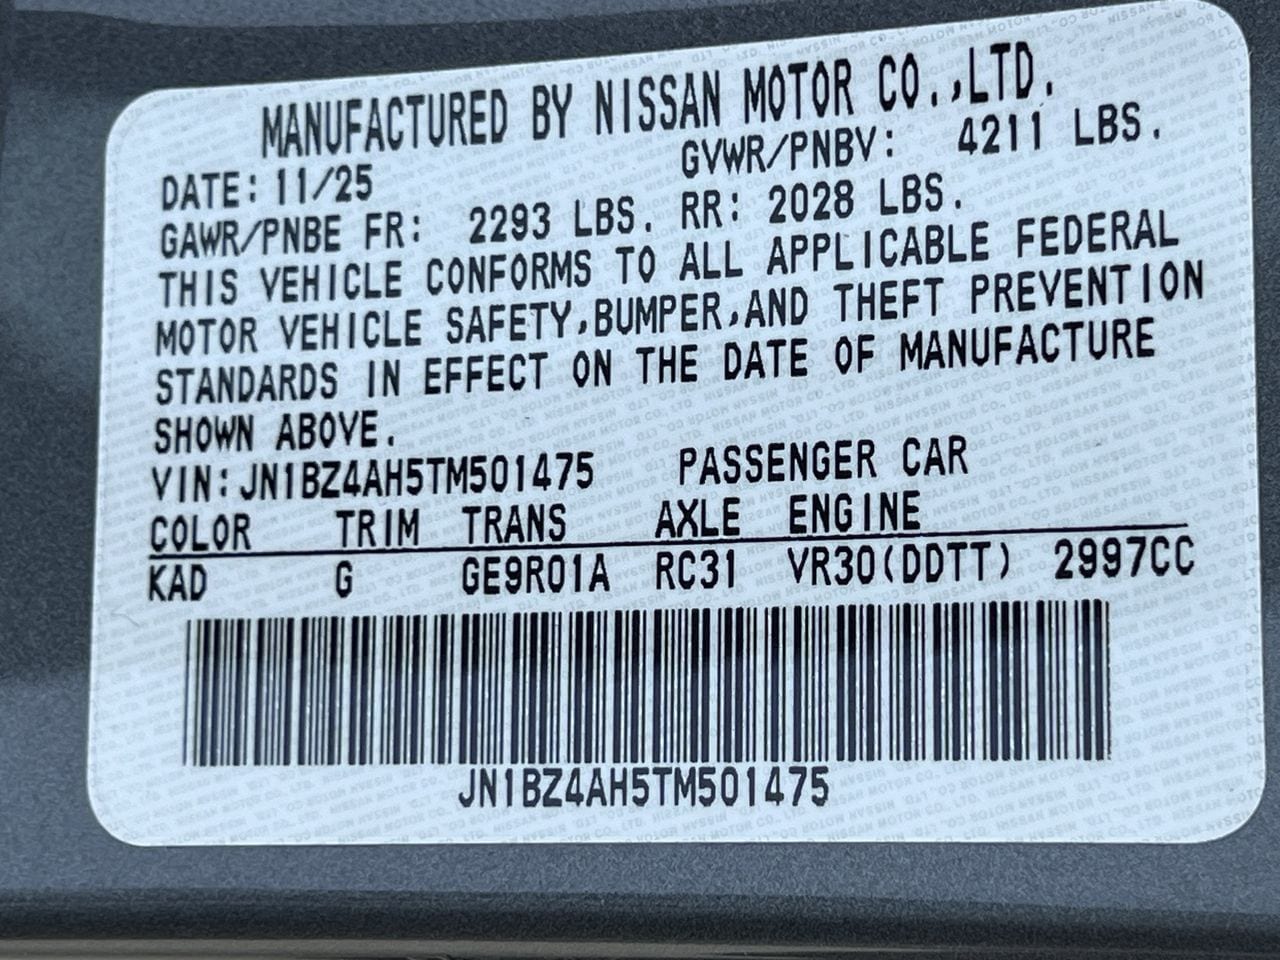 MANUFACTURED BY NISSAN MOTOR CO.,LTD.
DATE: 11/25 GVWR/PNBV: 4211 LBS.
GAWR/PNBE FR: 2293 LBS. RR: 2028 LBS.
THIS VEHICLE CONFORMS TO ALL APPLICABLE FEDERAL
MOTOR VEHICLE SAFETY,BUMPER,AND THEFT PREVENTION
STANDARDS IN EFFECT ON THE DATE OF MANUFACTURE
SHOWN ABOVE.
VIN:JN1BZ4AH5TM501475 PASSENGER CAR
COLOR TRIM TRANS AXLE ENGINE
KAD G GE9R01A RC31 VR30(DDTT) 2997CC
JN1BZ4AH5TM501475